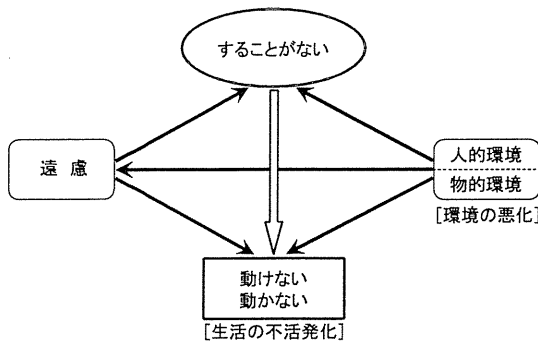 することがない
遠慮
人的環境
物的環境
[環境の悪化]
動けない
動かない
[生活の不活発化]